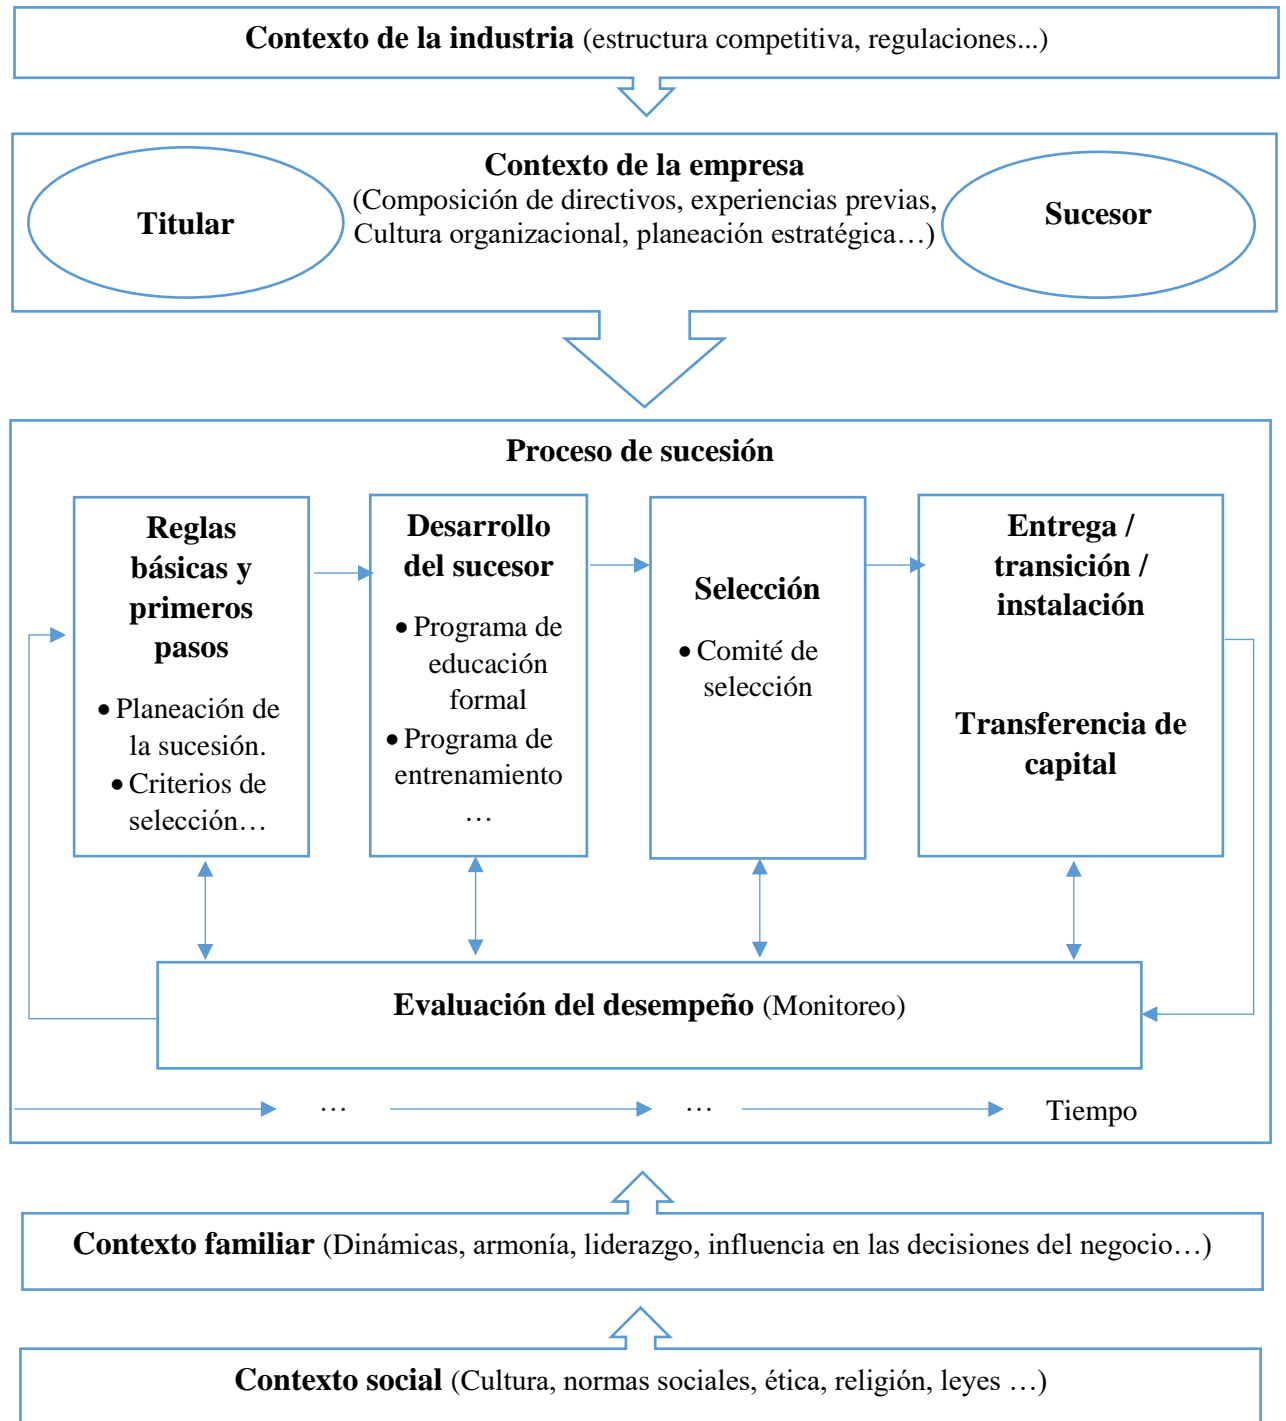 Contexto de la industria (estructura competitiva, regulaciones...)
Titular
Contexto de la empresa
(Composición de directivos, experiencias previas,
Cultura organizacional, planeación estratégica…)
Sucesor
Proceso de sucesión
Reglas
básicas y
primeros
pasos
• Planeación de
la sucesión.
• Criterios de
selección…
Desarrollo
del sucesor
• Programa de
educación
formal
• Programa de
entrenamiento
…
Selección
• Comité de
selección
Entrega /
transición /
instalación
Transferencia de
capital
Evaluación del desempeño (Monitoreo)
… … Tiempo
Contexto familiar (Dinámicas, armonía, liderazgo, influencia en las decisiones del negocio…)
Contexto social (Cultura, normas sociales, ética, religión, leyes …)